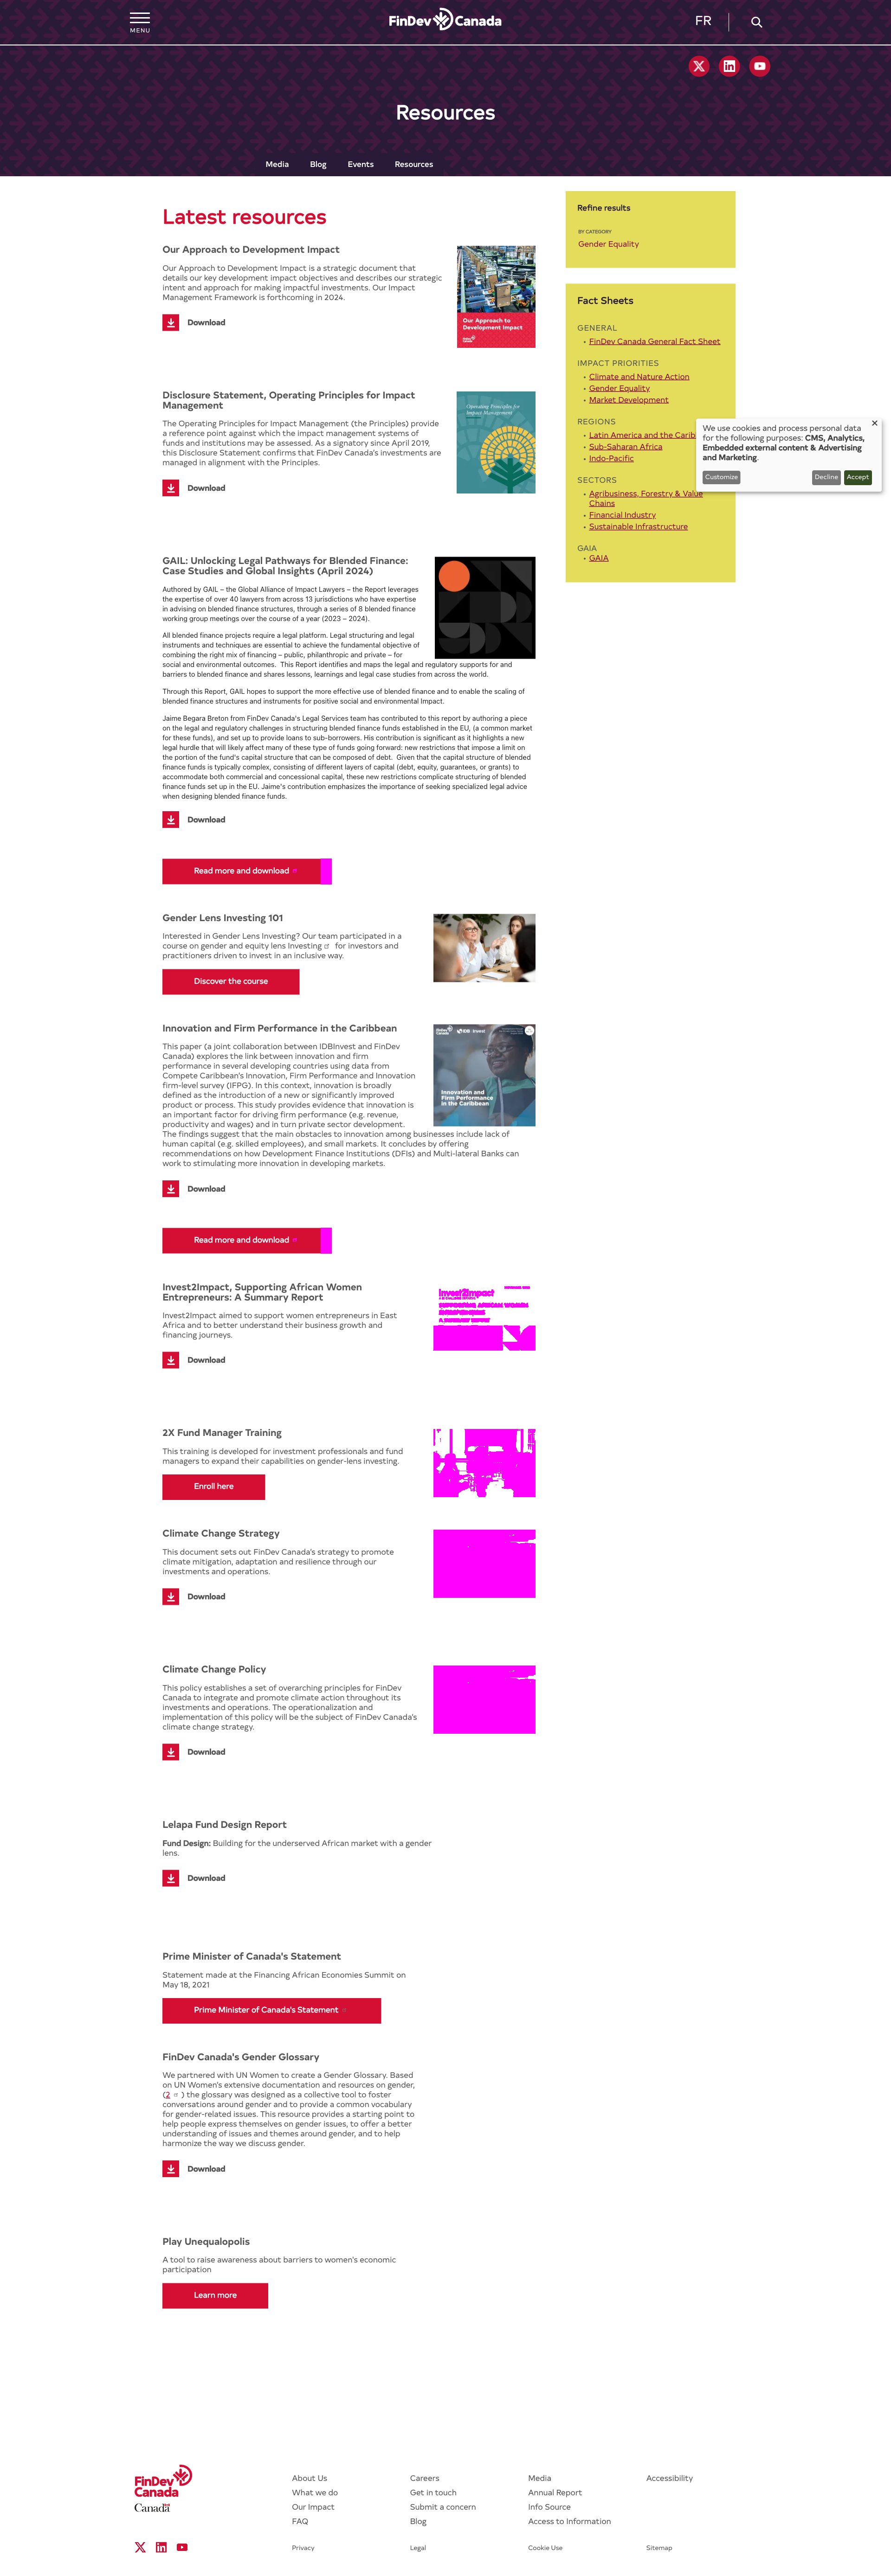 MENU
FinDev Canada
FR
Resources
Media
Blog
Events
Resources
Latest resources
Our Approach to Development Impact
Our Approach to Development Impact is a strategic document that
details our key development impact objectives and describes our strategic
intent and approach for making impactful investments. Our Impact
Management Framework is forthcoming in 2024.
Download
Our Approach to
Development Impact
Disclosure Statement, Operating Principles for Impact
Management
The Operating Principles for Impact Management (the Principles) provide
a reference point against which the impact management systems of
funds and institutions may be assessed. As a signatory since April 2019,
this Disclosure Statement confirms that FinDev Canada's investments are
managed in alignment with the Principles.
Download
Operating Principles for
Impact Management
GAIL: Unlocking Legal Pathways for Blended Finance:
Case Studies and Global Insights (April 2024)
Authored by GAIL – the Global Alliance of Impact Lawyers – the Report leverages
the expertise of over 40 lawyers from across 13 jurisdictions who have expertise
in advising on blended finance structures, through a series of 8 blended finance
working group meetings over the course of a year (2023 – 2024).
All blended finance projects require a legal platform. Legal structuring and legal
instruments and techniques are essential to achieve the fundamental objective of
combining the right mix of financing – public, philanthropic and private – for
social and environmental outcomes. This Report identifies and maps the legal and regulatory supports for and
barriers to blended finance and shares lessons, learnings and legal case studies from across the world.
Through this Report, GAIL hopes to support the more effective use of blended finance and to enable the scaling of
blended finance structures and instruments for positive social and environmental Impact.
Jaime Begara Breton from FinDev Canada's Legal Services team has contributed to this report by authoring a piece
on the legal and regulatory challenges in structuring blended finance funds established in the EU, (a common market
for these funds), and set up to provide loans to sub-borrowers. His contribution is significant as it highlights a new
legal hurdle that will likely affect many of these type of funds going forward: new restrictions that impose a limit on
the portion of the fund's capital structure that can be composed of debt. Given that the capital structure of blended
finance funds is typically complex, consisting of different layers of capital (debt, equity, guarantees, or grants) to
accommodate both commercial and concessional capital, these new restrictions complicate structuring of blended
finance funds set up in the EU. Jaime's contribution emphasizes the importance of seeking specialized legal advice
when designing blended finance funds.
Download
Read more and download
Gender Lens Investing 101
Interested in Gender Lens Investing? Our team participated in a
course on gender and equity lens Investing for investors and
practitioners driven to invest in an inclusive way.
Discover the course
Innovation and Firm Performance in the Caribbean
This paper (a joint collaboration between IDBInvest and FinDev
Canada) explores the link between innovation and firm
performance in several developing countries using data from
Compete Caribbean's Innovation, Firm Performance and Innovation
firm-level survey (IFPG). In this context, innovation is broadly
defined as the introduction of a new or significantly improved
product or process. This study provides evidence that innovation is
an important factor for driving firm performance (e.g. revenue,
productivity and wages) and in turn private sector development.
The findings suggest that the main obstacles to innovation among businesses include lack of
human capital (e.g. skilled employees), and small markets. It concludes by offering
recommendations on how Development Finance Institutions (DFIs) and Multi-lateral Banks can
work to stimulating more innovation in developing markets.
Innovation and
Firm Performance
in the Caribbean
Download
Read more and download
Invest2Impact, Supporting African Women
Entrepreneurs: A Summary Report
Invest2Impact aimed to support women entrepreneurs in East
Africa and to better understand their business growth and
financing journeys.
Download
Invest2Impact
SUPPORTING AFRICAN WOMEN
ENTREPRENEURS
A SUMMARY REPORT
2X Fund Manager Training
This training is developed for investment professionals and fund
managers to expand their capabilities on gender-lens investing.
Enroll here
Climate Change Strategy
This document sets out FinDev Canada's strategy to promote
climate mitigation, adaptation and resilience through our
investments and operations.
Download
Climate Change Policy
This policy establishes a set of overarching principles for FinDev
Canada to integrate and promote climate action throughout its
investments and operations. The operationalization and
implementation of this policy will be the subject of FinDev Canada's
climate change strategy.
Download
Lelapa Fund Design Report
Fund Design: Building for the underserved African market with a gender
lens.
Download
Prime Minister of Canada's Statement
Statement made at the Financing African Economies Summit on
May 18, 2021
Prime Minister of Canada's Statement
FinDev Canada's Gender Glossary
We partnered with UN Women to create a Gender Glossary. Based
on UN Women's extensive documentation and resources on gender,
(2 ) the glossary was designed as a collective tool to foster
conversations around gender and to provide a common vocabulary
for gender-related issues. This resource provides a starting point to
help people express themselves on gender issues, to offer a better
understanding of issues and themes around gender, and to help
harmonize the way we discuss gender.
Download
Play Unequalopolis
A tool to raise awareness about barriers to women's economic
participation
Learn more
Refine results
BY CATEGORY
Gender Equality
Fact Sheets
GENERAL
FinDev Canada General Fact Sheet
IMPACT PRIORITIES
Climate and Nature Action
Gender Equality
Market Development
REGIONS
Latin America and the Carib
Sub-Saharan Africa
Indo-Pacific
SECTORS
Agribusiness, Forestry & Value
Chains
Financial Industry
Sustainable Infrastructure
GAIA
GAIA
We use cookies and process personal data
for the following purposes: CMS, Analytics,
Embedded external content & Advertising
and Marketing.
Customize
Decline
Accept
FinDev
Canada
Canada
About Us
What we do
Our Impact
FAQ
Careers
Get in touch
Submit a concern
Blog
Media
Annual Report
Info Source
Access to Information
Accessibility
Privacy
Legal
Cookie Use
Sitemap